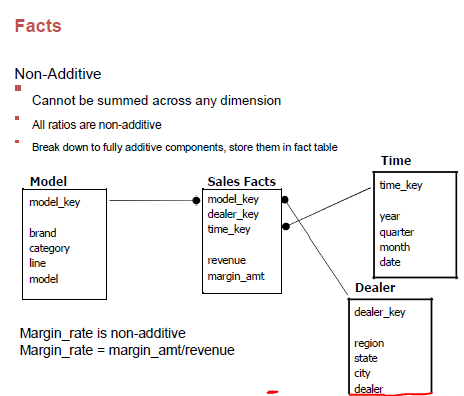 Facts
Non-Additive
Cannot be summed across any dimension
All ratios are non-additive
Break down to fully additive components, store them in fact table
Model
model_key
brand
category
line
model
Sales Facts
model_key
dealer_key
time_key
revenue
margin_amt
Time
time_key
year
quarter
month
date
Dealer
dealer_key
region
state
city
dealer
Margin_rate is non-additive
Margin_rate = margin_amt/revenue